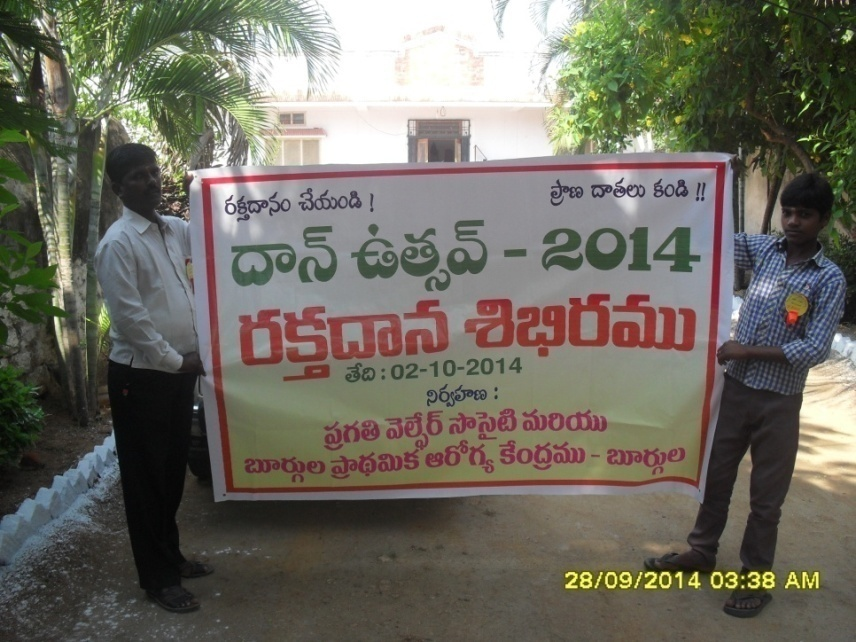 రక్తదానం చేయండి ! ప్రాణ దాతలు కండి !!
దాన్ ఉత్సవ్ - 2014
రక్తదాన శిభిరము
తేది : 02-10-2014
నిర్వహణ :
ప్రగతి వెల్ఫేర్ సొసైటి మరియు
బూర్గుల ప్రాథమిక ఆరోగ్య కేంద్రము - బూర్గుల
28/09/2014 03:38 AM